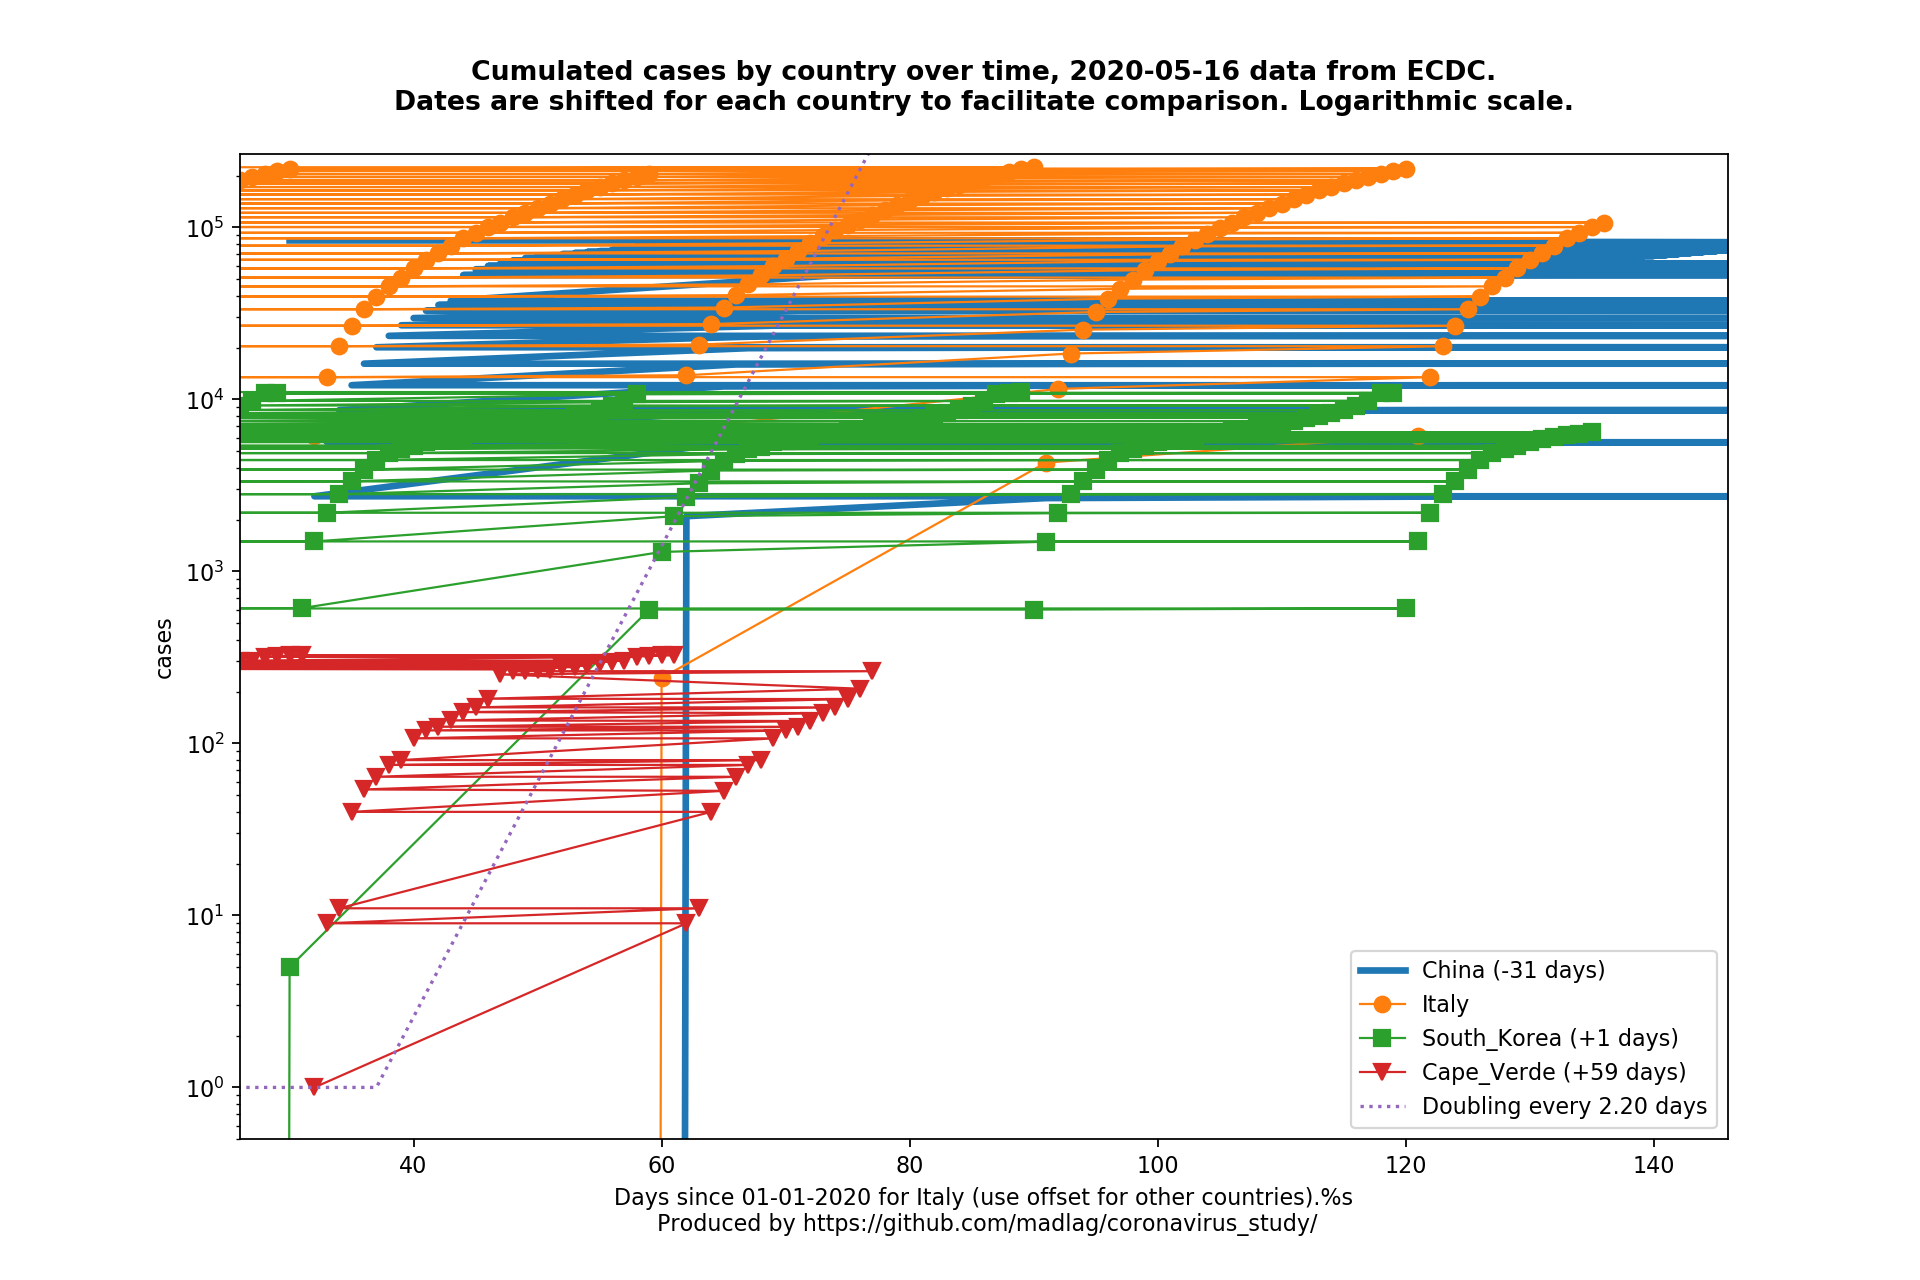 Cumulated cases by country over time, 2020-05-16 data from ECDC.
Dates are shifted for each country to facilitate comparison. Logarithmic scale.
cases
10^5
10^4
10^3
10^2
10^1
10^0
40
60
80
100
120
140
China (-31 days)
Italy
South_Korea (+1 days)
Cape_Verde (+59 days)
Doubling every 2.20 days
Days since 01-01-2020 for Italy (use offset for other countries).%s
Produced by https://github.com/madlag/coronavirus_study/